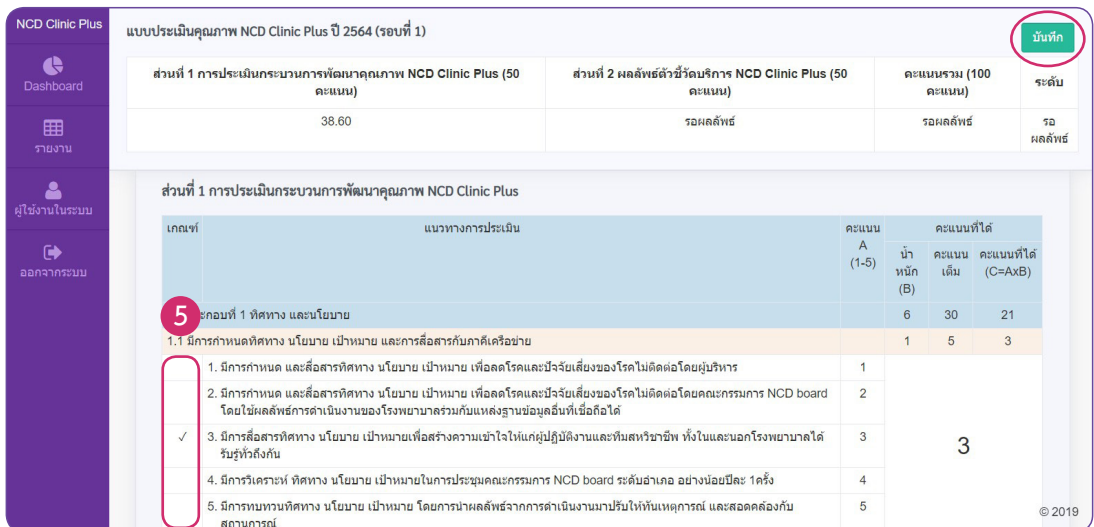 NCD Clinic Plus
Dashboard
รายงาน
ผู้ใช้งานในระบบ
ออกจากระบบ
แบบประเมินคุณภาพ NCD Clinic Plus ปี 2564 (รอบที่ 1)
บันทึก
ส่วนที่ 1 การประเมินกระบวนการพัฒนาคุณภาพ NCD Clinic Plus (50
คะแนน)
ส่วนที่ 2 ผลลัพธ์ตัวชี้วัดบริการ NCD Clinic Plus (50
คะแนน)
คะแนนรวม (100
คะแนน)
ระดับ
38.60
รอผลลัพธ์
รอผลลัพธ์
รอ
ผลลัพธ์
ส่วนที่ 1 การประเมินกระบวนการพัฒนาคุณภาพ NCD Clinic Plus
เกณฑ์
แนวทางการประเมิน
คะแนน
A
(1-5)
คะแนนที่ได้
น้ำ
หนัก
(B)
คะแนน
เต็ม
คะแนนที่ได้
(C=AxB)
5
ะกอบที่ 1 ทิศทาง และนโยบาย
6
30
21
1.1 มีการกำหนดทิศทาง นโยบาย เป้าหมาย และการสื่อสารกับภาคีเครือข่าย
1
5
3
1. มีการกำหนด และสื่อสารทิศทาง นโยบาย เป้าหมาย เพื่อลดโรคและปัจจัยเสี่ยงของโรคไม่ติดต่อโดยผู้บริหาร
1
2. มีการกำหนด และสื่อสารทิศทาง นโยบาย เป้าหมาย เพื่อลดโรคและปัจจัยเสี่ยงของโรคไม่ติดต่อโดยคณะกรรมการ NCD board
โดยใช้ผลลัพธ์การดำเนินงานของโรงพยาบาลร่วมกับแหล่งฐานข้อมูลอื่นที่เชื่อถือได้
2
✓
3. มีการสื่อสารทิศทาง นโยบาย เป้าหมายเพื่อสร้างความเข้าใจให้แก่ผู้ปฏิบัติงานและทีมสหวิชาชีพ ทั้งในและนอกโรงพยาบาลได้
รับรู้ทั่วถึงกัน
3
3
4. มีการวิเคราะห์ ทิศทาง นโยบาย เป้าหมายในการประชุมคณะกรรมการ NCD board ระดับอำเภอ อย่างน้อยปีละ 1ครั้ง
4
5. มีการทบทวนทิศทาง นโยบาย เป้าหมาย โดยการนำผลลัพธ์จากการดำเนินงานมาปรับให้ทันเหตุการณ์ และสอดคล้องกับ
สถานการณ์
5
© 2019